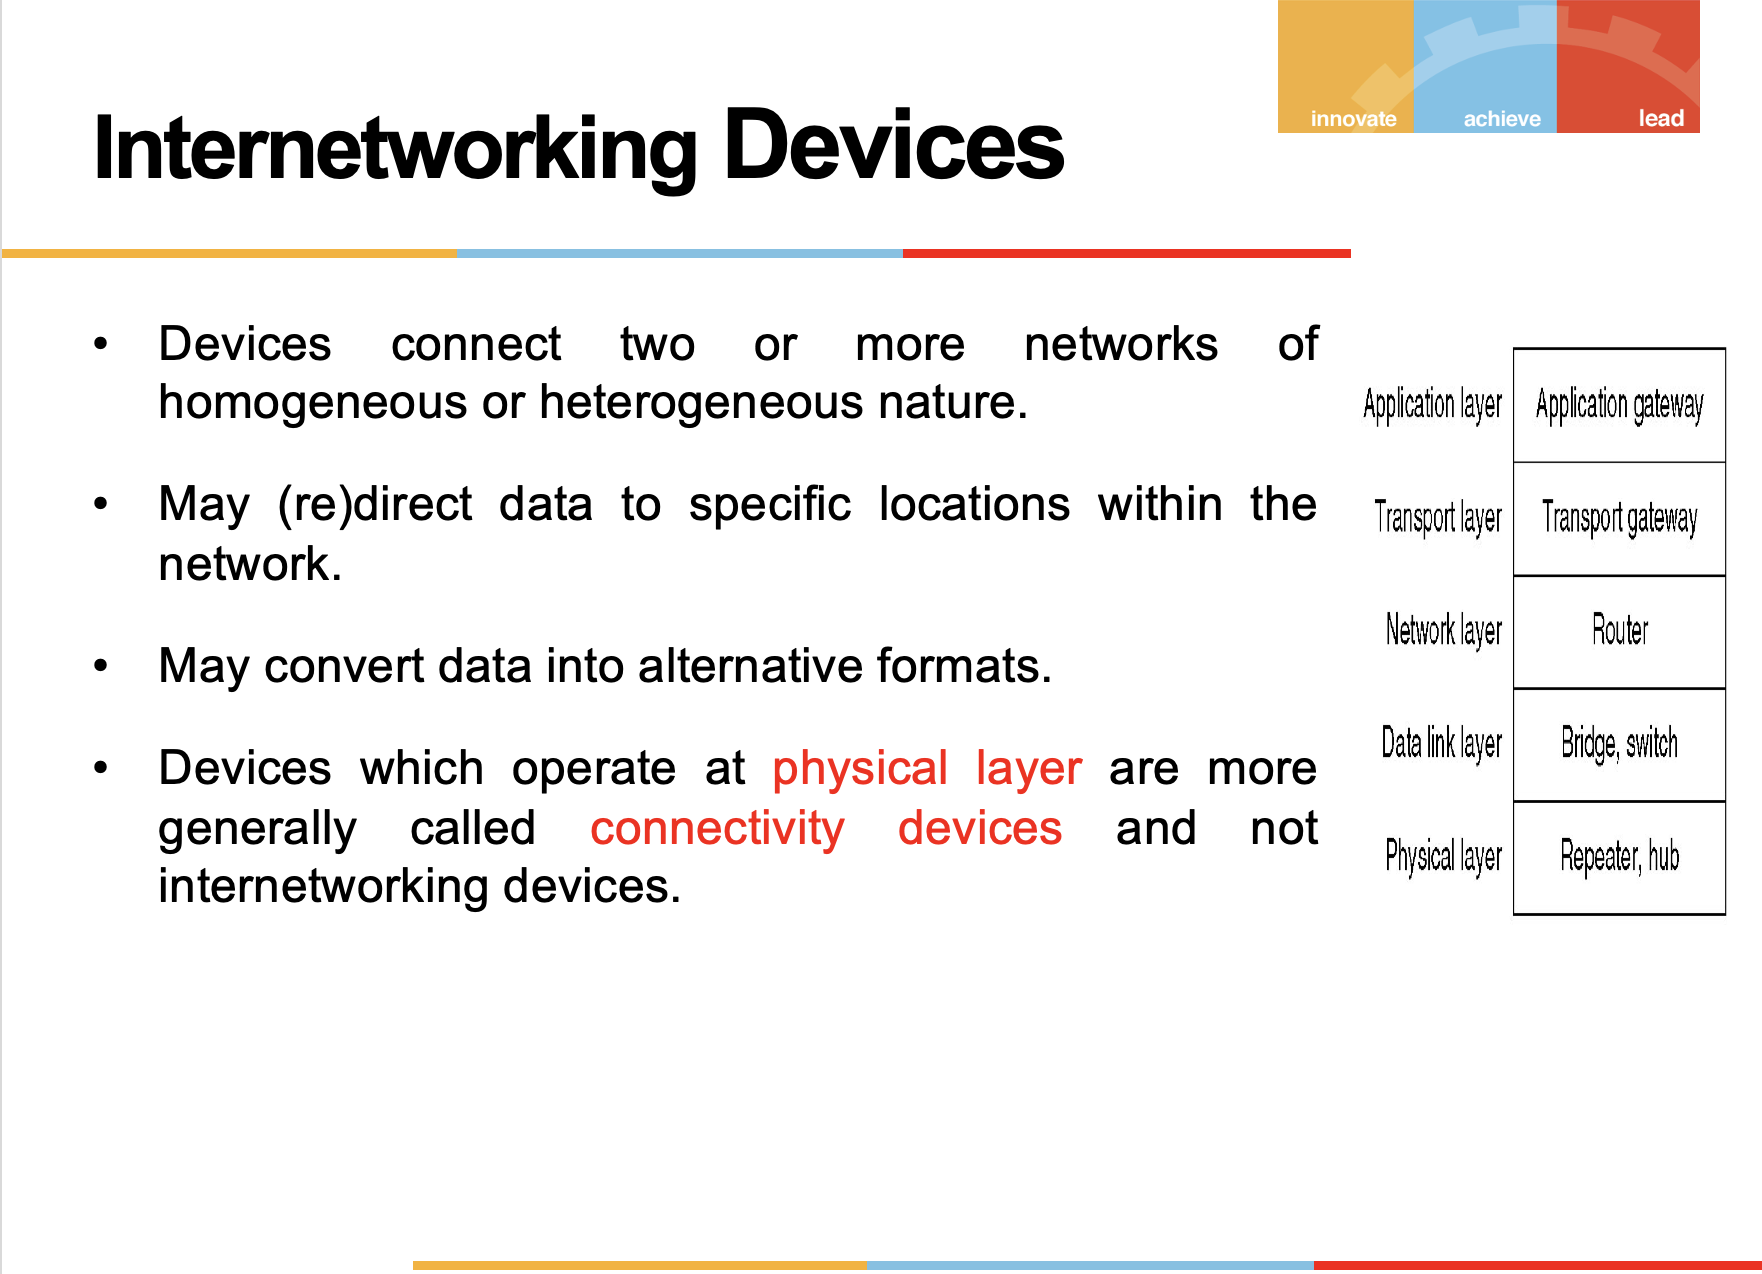 innovate achieve lead
Internetworking Devices
• Devices connect two or more networks of
homogeneous or heterogeneous nature.
• May (re)direct data to specific locations within the
network.
• May convert data into alternative formats.
• Devices which operate at physical layer are more
generally called connectivity devices and not
internetworking devices.
Application layer Application gateway
Transport layer Transport gateway
Network layer Router
Data link layer Bridge, switch
Physical layer Repeater, hub